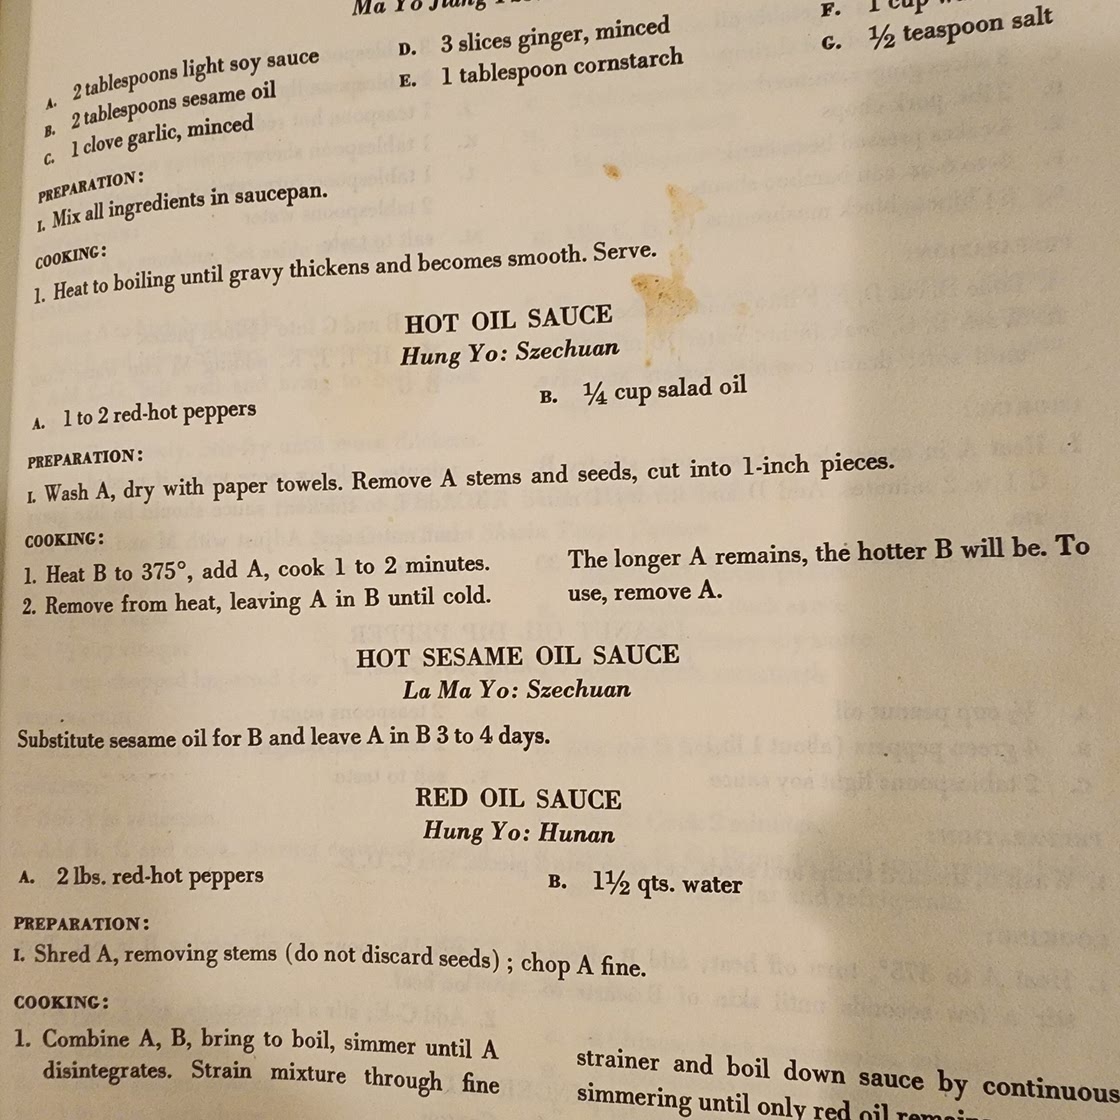 Ma Yo Jiang
A. 2 tablespoons light soy sauce
B. 2 tablespoons sesame oil
C. 1 clove garlic, minced
D. 3 slices ginger, minced
E. 1 tablespoon cornstarch
F. 1 cup
G. ½ teaspoon salt
PREPARATION:
I. Mix all ingredients in saucepan.
COOKING:
1. Heat to boiling until gravy thickens and becomes smooth. Serve.
HOT OIL SAUCE
Hung Yo: Szechuan
A. 1 to 2 red-hot peppers
B. ¼ cup salad oil
PREPARATION:
I. Wash A, dry with paper towels. Remove A stems and seeds, cut into 1-inch pieces.
COOKING:
1. Heat B to 375°, add A, cook 1 to 2 minutes.
2. Remove from heat, leaving A in B until cold.
The longer A remains, the hotter B will be. To
use, remove A.
HOT SESAME OIL SAUCE
La Ma Yo: Szechuan
Substitute sesame oil for B and leave A in B 3 to 4 days.
RED OIL SAUCE
Hung Yo: Hunan
A. 2 lbs. red-hot peppers
B. 1½ qts. water
PREPARATION:
I. Shred A, removing stems (do not discard seeds) ; chop A fine.
COOKING:
1. Combine A, B, bring to boil, simmer until A
disintegrates. Strain mixture through fine
strainer and boil down sauce by continuous
simmering until only red oil